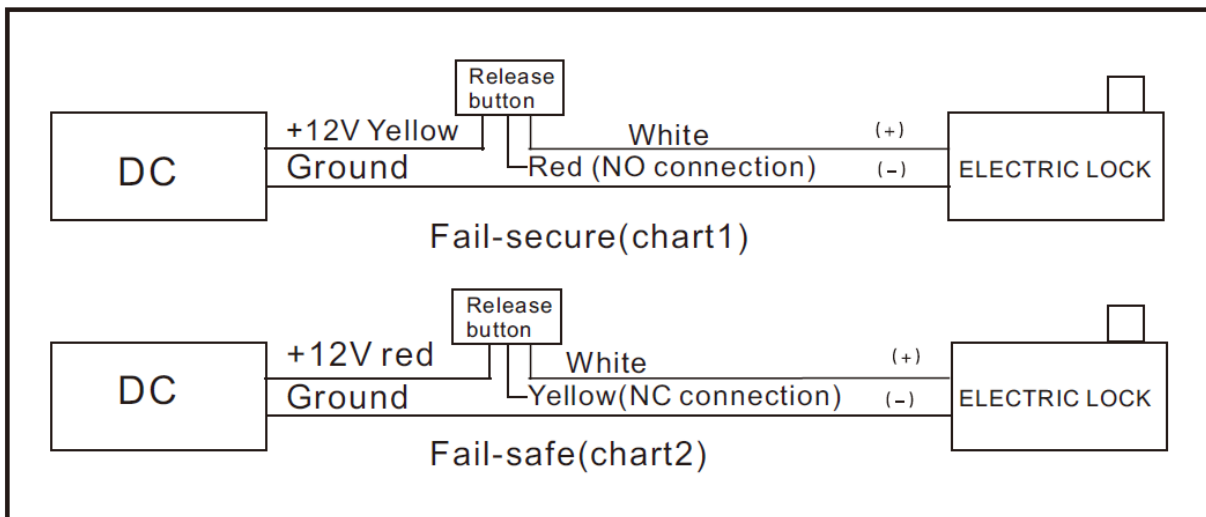 Release
button
+12V Yellow
White
(+)
DC
Ground
Red (NO connection)
(-)
ELECTRIC LOCK
Fail-secure(chart1)
Release
button
+12V red
White
(+)
DC
Ground
Yellow(NC connection)
(-)
ELECTRIC LOCK
Fail-safe(chart2)